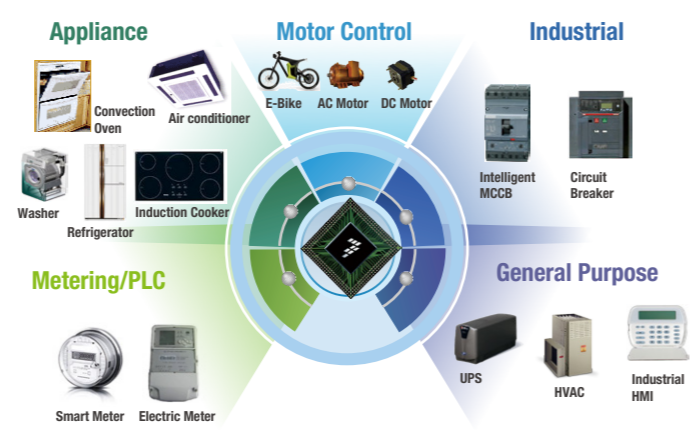 Appliance
Motor Control
Industrial
Convection
Oven
Air conditioner
E-Bike
AC Motor
DC Motor
Intelligent
MCCB
Circuit
Breaker
Washer
Refrigerator
Induction Cooker
Metering/PLC
General Purpose
Smart Meter
Electric Meter
UPS
HVAC
Industrial
HMI